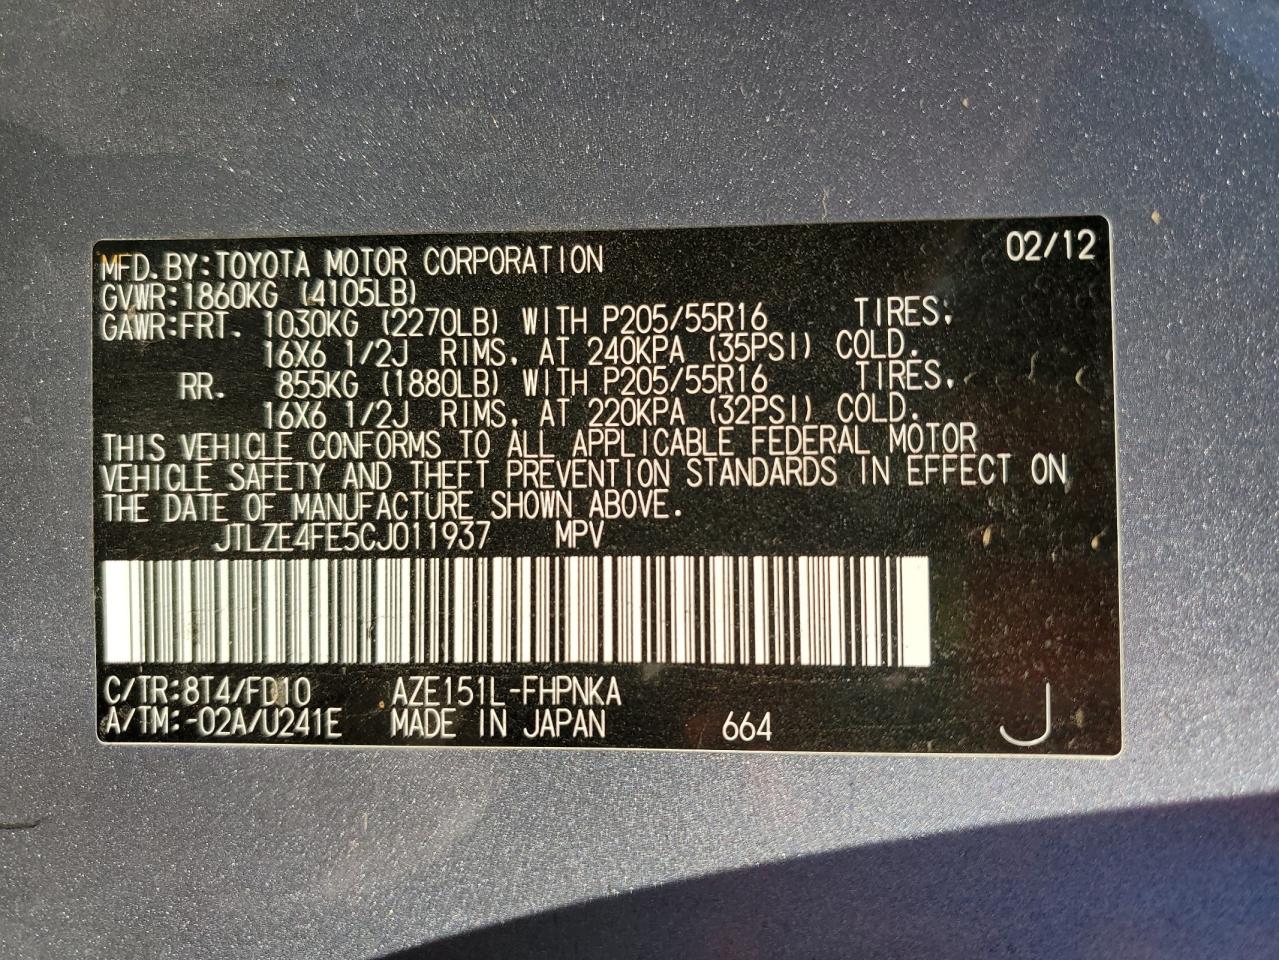 MFD. BY: TOYOTA MOTOR CORPORATION 02/12
GVWR: 1860KG (4105LB)
GAWR: FRT. 1030KG (2270LB) WITH P205/55R16 TIRES;
16X6 1/2J RIMS, AT 240KPA (35PSI) COLD.
RR. 855KG (1880LB) WITH P205/55R16 TIRES,
16X6 1/2J RIMS, AT 220KPA (32PSI) COLD.
THIS VEHICLE CONFORMS TO ALL APPLICABLE FEDERAL MOTOR
VEHICLE SAFETY AND THEFT PREVENTION STANDARDS IN EFFECT ON
THE DATE OF MANUFACTURE SHOWN ABOVE.
JTLZE4FE5CJ011937 MPV
C/TR: 8T4/FD10 AZE151L-FHPNKA
A/TM: -02A/U241E MADE IN JAPAN 664 J